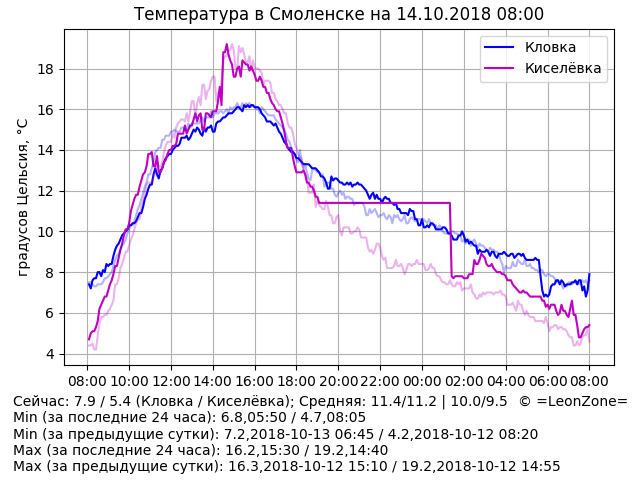 Температура в Смоленске на 14.10.2018 08:00
Кловка
Киселёвка
градусов Цельсия, °C
18
16
14
12
10
8
6
4
08:00 10:00 12:00 14:00 16:00 18:00 20:00 22:00 00:00 02:00 04:00 06:00 08:00
Сейчас: 7.9 / 5.4 (Кловка / Киселёвка); Средняя: 11.4/11.2 | 10.0/9.5 © =LeonZone=
Min (за последние 24 часа): 6.8,05:50 / 4.7,08:05
Min (за предыдущие сутки): 7.2,2018-10-13 06:45 / 4.2,2018-10-12 08:20
Max (за последние 24 часа): 16.2,15:30 / 19.2,14:40
Max (за предыдущие сутки): 16.3,2018-10-12 15:10 / 19.2,2018-10-12 14:55